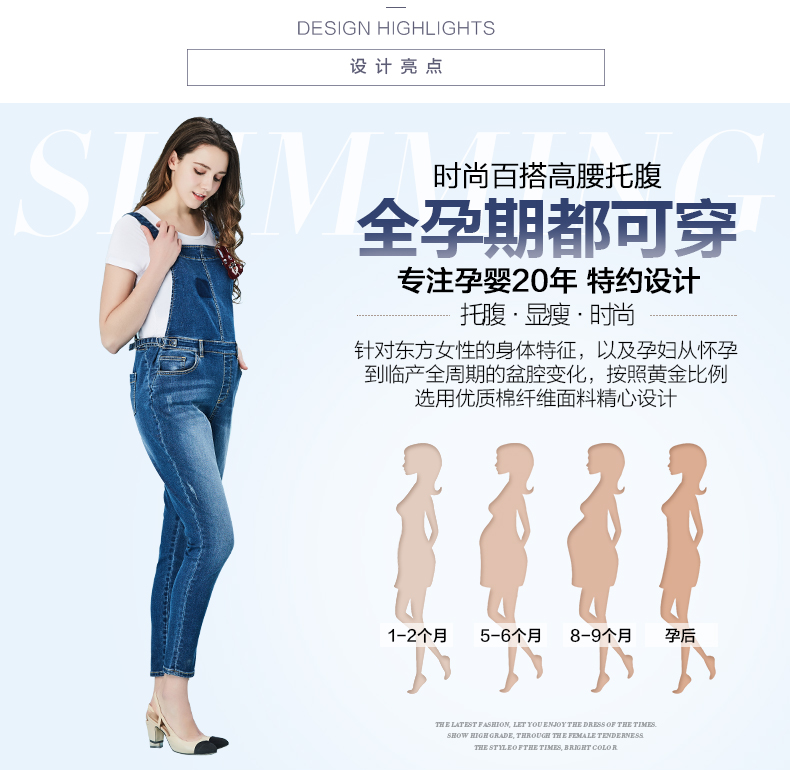 DESIGN HIGHLIGHTS
设计亮点
SLIMMING
时尚百搭高腰托腹
全孕期都可穿
专注孕婴20年 特约设计
托腹·显瘦·时尚
针对东方女性的身体特征，以及孕妇从怀孕
到临产全周期的盆腔变化，按照黄金比例
选用优质棉纤维面料精心设计
1-2个月 5-6个月 8-9个月 孕后
THE LATEST FASHION, LET YOU ENJOY THE DRESS OF THE TIMES.
SHOW HIGH GRADE, THROUGH THE FEMALE TENDERNESS.
THE STYLE OF THE TIMES, BRIGHT COLOR